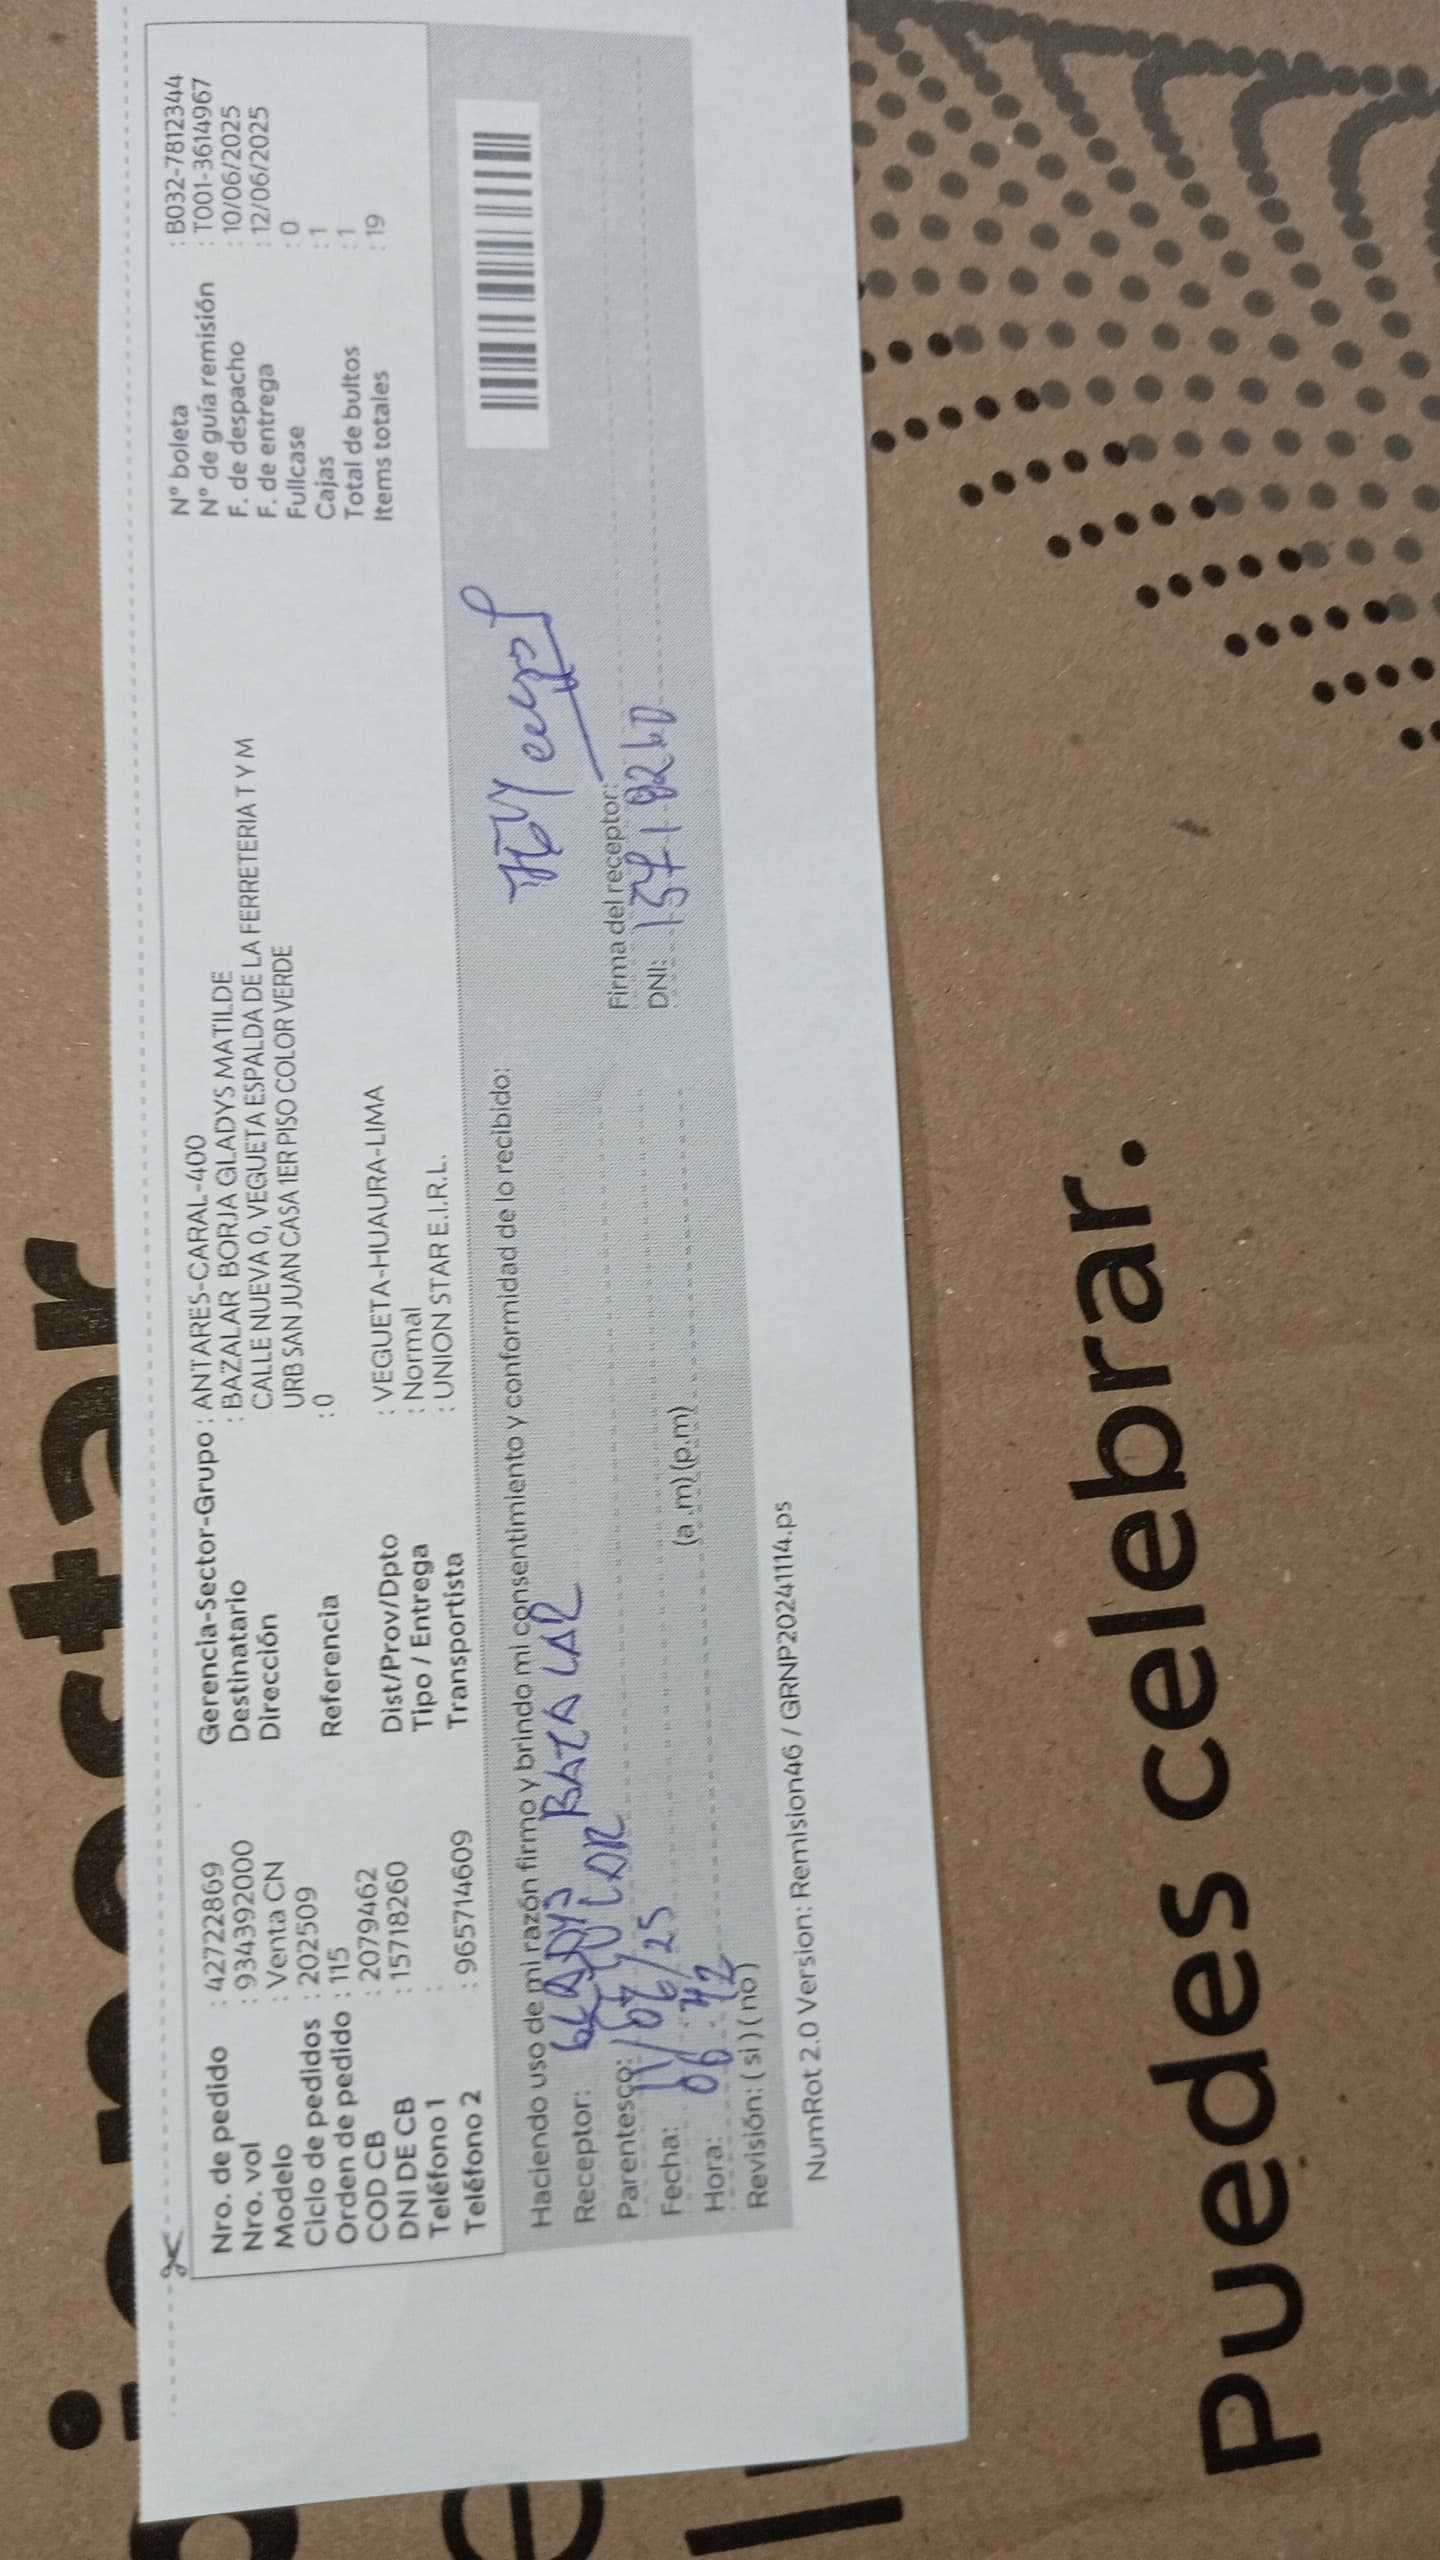 Nro. de pedido : 42722869
Nro. vol : 934392000
Modelo : Venta CN
Ciclo de pedidos : 202509
Orden de pedido : 115
COD CB : 2079462
DNI DE CB : 15718260
Teléfono 1 :
Teléfono 2 : 965714609
Gerencia-Sector-Grupo : ANTARES-CARAL-400
Destinatario : BAZALAR BORJA GLADYS MATILDE
Dirección CALLE NUEVA 0, VEGUETA ESPALDA DE LA FERRETERIA T Y M
URB SAN JUAN CASA 1ER PISO COLOR VERDE
Referencia : 0
Dist/Prov/Dpto : VEGUETA-HUAURA-LIMA
Tipo / Entrega : Normal
Transportista : UNION STAR E.I.R.L.
N° boleta : B032-7812344
N° de guía remisión : T001-3614967
F. de despacho : 10/06/2025
F. de entrega : 12/06/2025
Fullcase : 0
Cajas : 1
Total de bultos : 1
Items totales : 19
Haciendo uso de mi razón firmo y brindo mi consentimiento y conformidad de lo recibido:
Receptor: GLADYS BAZALAR
Parentesco:
Fecha: 11/06/25
Hora: 06:42 (a .m) (p.m)
Revisión: ( si ) ( no )
Firma del receptor:
DNI: 15718260
NumRot 2.0 Version: Remision46 / GRNP20241114.ps
Puedes celebrar.